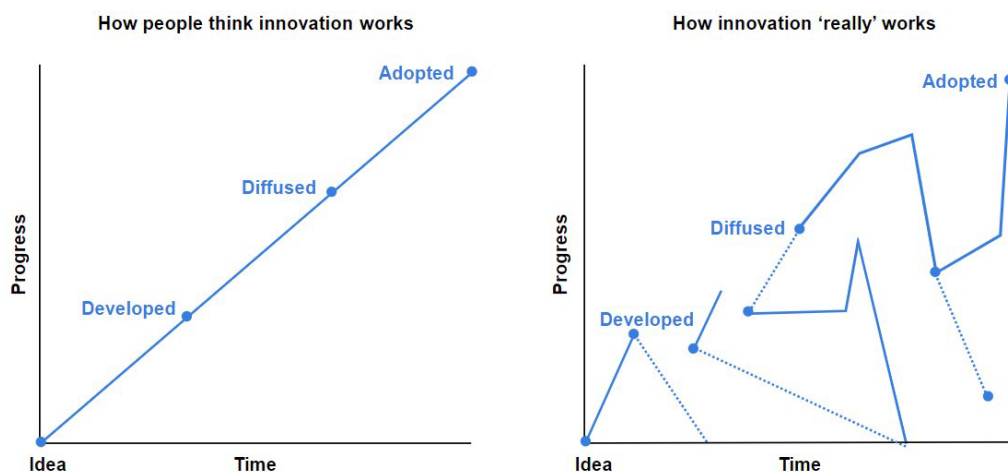 How people think innovation works
Adopted
Diffused
Developed
Progress
Idea
Time
How innovation ‘really’ works
Adopted
Diffused
Developed
Progress
Idea
Time